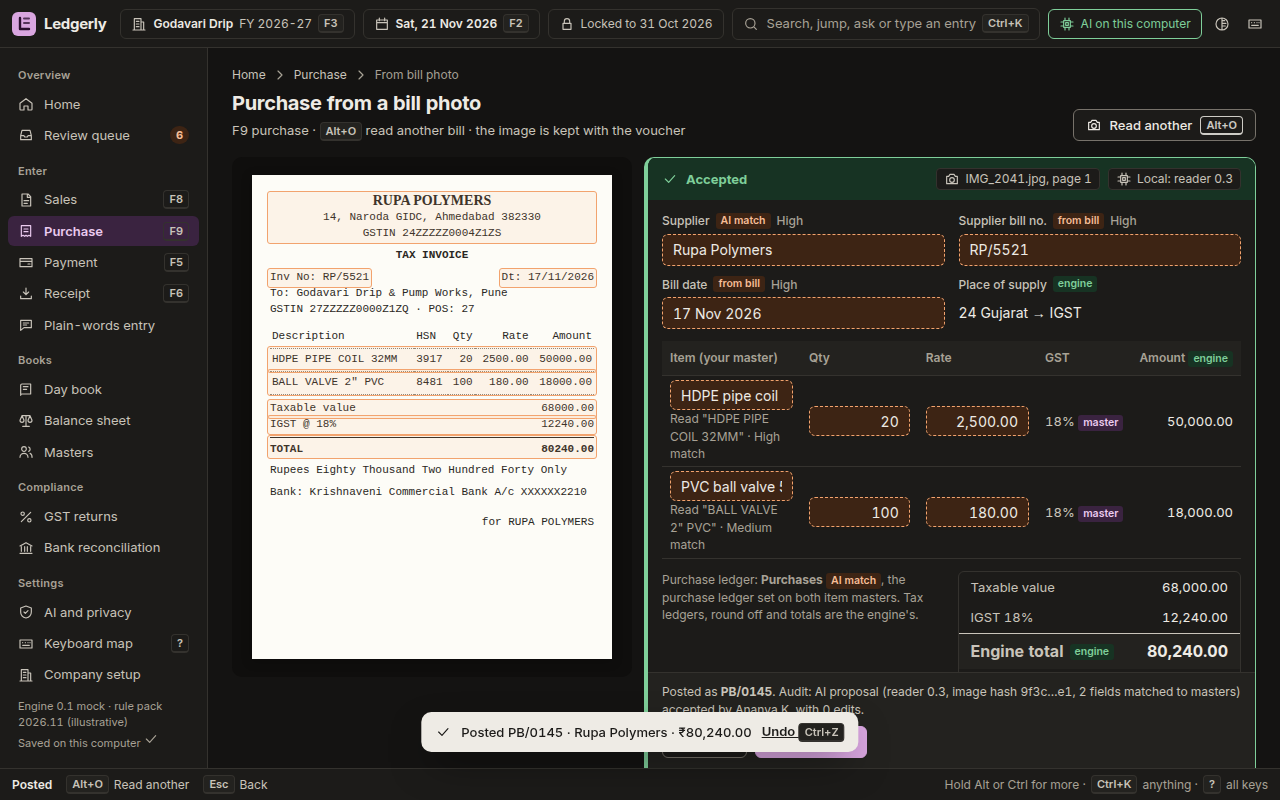 Ledgerly
Godavari Drip FY 2026-27 F3
Sat, 21 Nov 2026 F2
Locked to 31 Oct 2026
Search, jump, ask or type an entry Ctrl+K
AI on this computer
Overview
Home
Review queue 6
Enter
Sales F8
Purchase F9
Payment F5
Receipt F6
Plain-words entry
Books
Day book
Balance sheet
Masters
Compliance
GST returns
Bank reconciliation
Settings
AI and privacy
Keyboard map ?
Company setup
Engine 0.1 mock · rule pack
2026.11 (illustrative)
Saved on this computer
Home > Purchase > From bill photo
Purchase from a bill photo
F9 purchase · Alt+O read another bill · the image is kept with the voucher
Read another Alt+O
RUPA POLYMERS
14, Naroda GIDC, Ahmedabad 382330
GSTIN 24ZZZZZ0004Z1ZS
TAX INVOICE
Inv No: RP/5521 Dt: 17/11/2026
To: Godavari Drip & Pump Works, Pune
GSTIN 27ZZZZZ0000Z1ZQ · POS: 27
Description HSN Qty Rate Amount
HDPE PIPE COIL 32MM 3917 20 2500.00 50000.00
BALL VALVE 2" PVC 8481 100 180.00 18000.00
Taxable value 68000.00
IGST @ 18% 12240.00
TOTAL 80240.00
Rupees Eighty Thousand Two Hundred Forty Only
Bank: Krishnaveni Commercial Bank A/c XXXXXX2210
for RUPA POLYMERS
Accepted
IMG_2041.jpg, page 1
Local: reader 0.3
Supplier AI match High
Rupa Polymers
Supplier bill no. from bill High
RP/5521
Bill date from bill High
17 Nov 2026
Place of supply engine
24 Gujarat → IGST
Item (your master) Qty Rate GST Amount engine
HDPE pipe coil 20 2,500.00 18% master 50,000.00
Read "HDPE PIPE
COIL 32MM" · High
match
PVC ball valve 100 180.00 18% master 18,000.00
Read "BALL VALVE
2" PVC" · Medium
match
Purchase ledger: Purchases AI match, the
purchase ledger set on both item masters. Tax
ledgers, round off and totals are the engine's.
Taxable value 68,000.00
IGST 18% 12,240.00
Engine total engine 80,240.00
Posted as PB/0145. Audit: AI proposal (reader 0.3, image hash 9f3c…e1, 2 fields matched to masters)
accepted by Ananya K. with 0 edits.
Posted PB/0145 · Rupa Polymers · ₹80,240.00 Undo Ctrl+Z
Posted Alt+O Read another Esc Back
Hold Alt or Ctrl for more · Ctrl+K anything · ? all keys